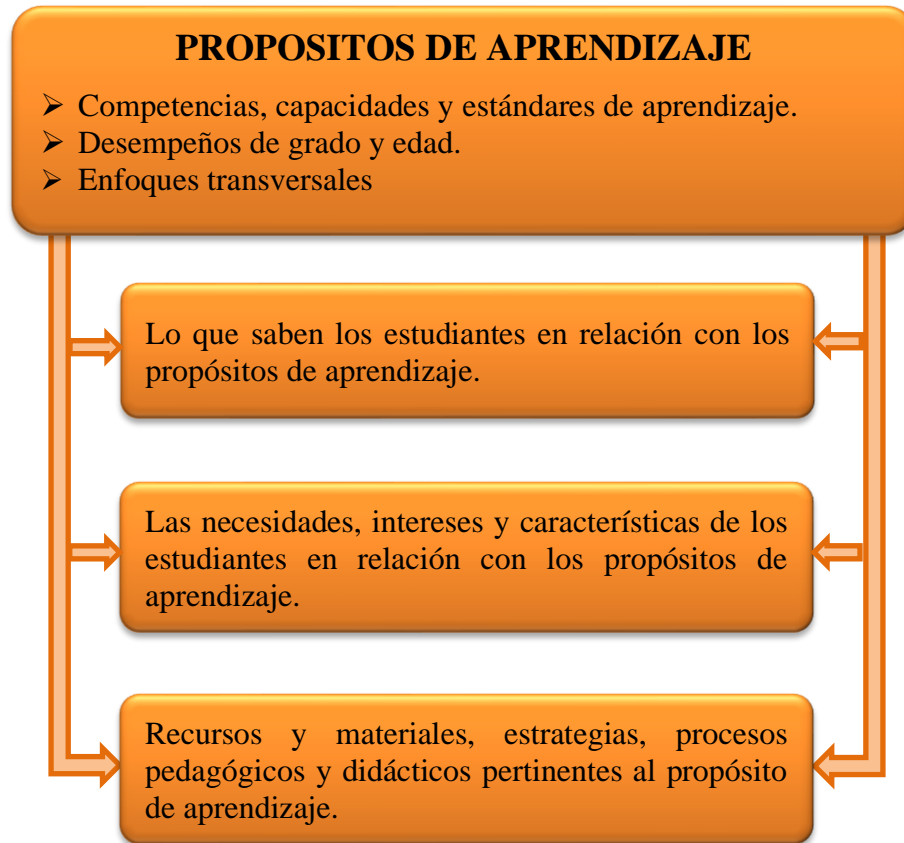 PROPOSITOS DE APRENDIZAJE
➢ Competencias, capacidades y estándares de aprendizaje.
➢ Desempeños de grado y edad.
➢ Enfoques transversales
Lo que saben los estudiantes en relación con los
propósitos de aprendizaje.
Las necesidades, intereses y características de los
estudiantes en relación con los propósitos de
aprendizaje.
Recursos y materiales, estrategias, procesos
pedagógicos y didácticos pertinentes al propósito
de aprendizaje.